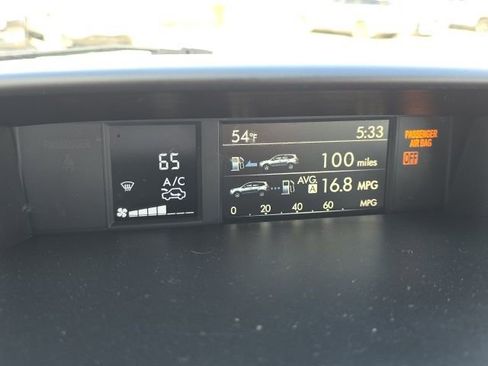 65
A/C
54°F
5:33
100 miles
AVG.
A 16.8 MPG
0 20 40 60 MPG
PASSENGER
AIR BAG
OFF